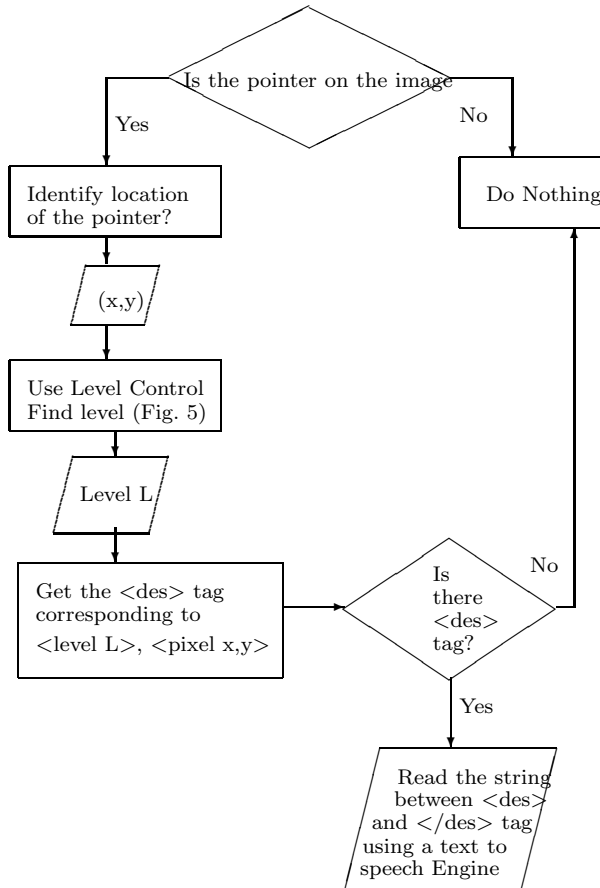 Is the pointer on the image
Yes
No
Identify location
of the pointer?
Do Nothing
(x,y)
Use Level Control
Find level (Fig. 5)
Level L
Get the <des> tag
corresponding to
<level L>, <pixel x,y>
Is
there
<des>
tag?
No
Yes
Read the string
between <des>
and </des> tag
using a text to
speech Engine